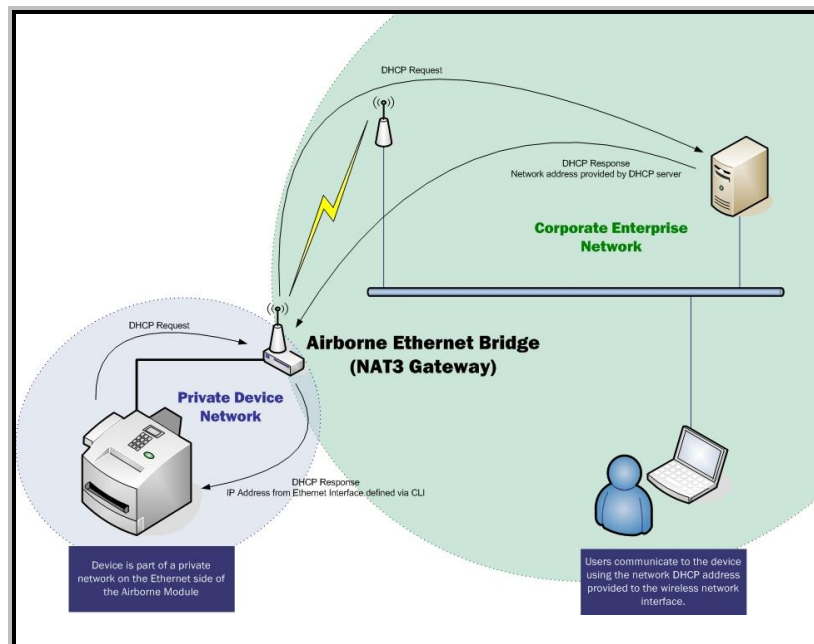 DHCP Request
DHCP Response
Network address provided by DHCP server
Corporate Enterprise
Network
DHCP Request
Airborne Ethernet Bridge
(NAT3 Gateway)
Private Device
Network
DHCP Response
IP Address from Ethernet Interface defined via CLI
Device is part of a private
network on the Ethernet side of
the Airborne Module
Users communicate to the device
using the network DHCP address
provided to the wireless network
interface.